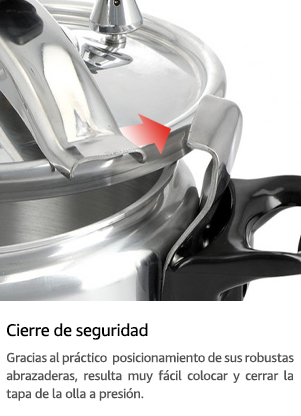 Cierre de seguridad
Gracias al práctico posicionamiento de sus robustas
abrazaderas, resulta muy fácil colocar y cerrar la
tapa de la olla a presión.